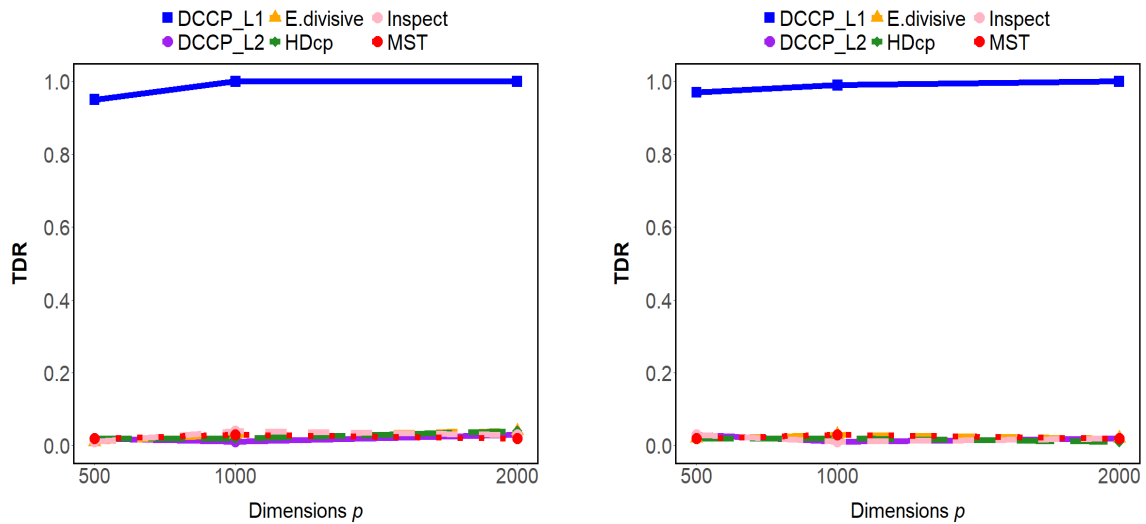 DCCP_L1 E.divisive Inspect
DCCP_L2 HDcp MST
TDR
1.0
0.8
0.6
0.4
0.2
0.0
500 1000 2000
Dimensions p
DCCP_L1 E.divisive Inspect
DCCP_L2 HDcp MST
TDR
1.0
0.8
0.6
0.4
0.2
0.0
500 1000 2000
Dimensions p